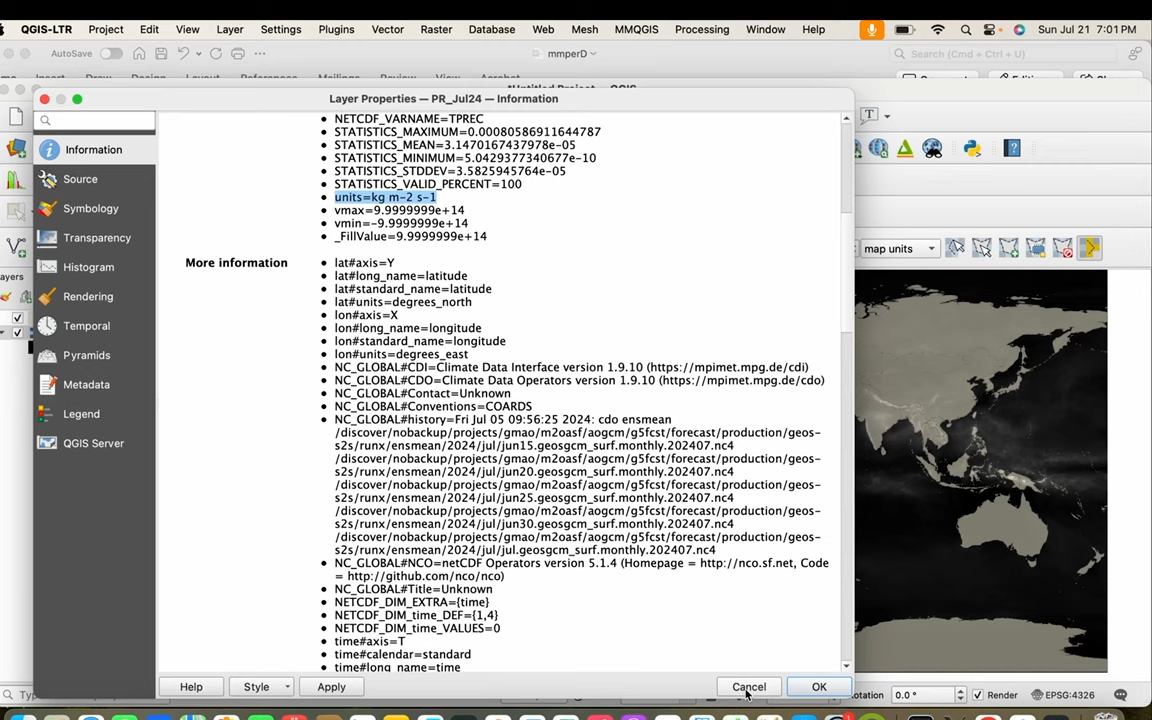 QGIS-LTR Project Edit View Layer Settings Plugins Vector Raster Database Web Mesh MMQGIS Processing Window Help Sun Jul 21 7:01 PM
AutoSave mmperD Search (Cmd + Ctrl + U)
Layer Properties — PR_Jul24 — Information
Information
Source
Symbology
Transparency
Histogram
Rendering
Temporal
Pyramids
Metadata
Legend
QGIS Server
NETCDF_VARNAME=TPREC
STATISTICS_MAXIMUM=0.00080586911644787
STATISTICS_MEAN=3.1470167437978e-05
STATISTICS_MINIMUM=5.0429377340677e-10
STATISTICS_STDDEV=3.5825945764e-05
STATISTICS_VALID_PERCENT=100
units=kg m-2 s-1
vmax=9.9999999e+14
vmin=-9.9999999e+14
_FillValue=9.9999999e+14
More information
lat#axis=Y
lat#long_name=latitude
lat#standard_name=latitude
lat#units=degrees_north
lon#axis=X
lon#long_name=longitude
lon#standard_name=longitude
lon#units=degrees_east
NC_GLOBAL#CDI=Climate Data Interface version 1.9.10 (https://mpimet.mpg.de/cdi)
NC_GLOBAL#CDO=Climate Data Operators version 1.9.10 (https://mpimet.mpg.de/cdo)
NC_GLOBAL#Contact=Unknown
NC_GLOBAL#Conventions=COARDS
NC_GLOBAL#history=Fri Jul 05 09:56:25 2024: cdo ensmean
/discover/nobackup/projects/gmao/m2oasf/aogcm/g5fcst/forecast/production/geos-
s2s/runx/ensmean/2024/jul/jun15.geosgcm_surf.monthly.202407.nc4
/discover/nobackup/projects/gmao/m2oasf/aogcm/g5fcst/forecast/production/geos-
s2s/runx/ensmean/2024/jul/jun20.geosgcm_surf.monthly.202407.nc4
/discover/nobackup/projects/gmao/m2oasf/aogcm/g5fcst/forecast/production/geos-
s2s/runx/ensmean/2024/jul/jun25.geosgcm_surf.monthly.202407.nc4
/discover/nobackup/projects/gmao/m2oasf/aogcm/g5fcst/forecast/production/geos-
s2s/runx/ensmean/2024/jul/jun30.geosgcm_surf.monthly.202407.nc4
/discover/nobackup/projects/gmao/m2oasf/aogcm/g5fcst/forecast/production/geos-
s2s/runx/ensmean/2024/jul/jul.geosgcm_surf.monthly.202407.nc4
NC_GLOBAL#NCO=netCDF Operators version 5.1.4 (Homepage = http://nco.sf.net, Code
= http://github.com/nco/nco)
NC_GLOBAL#Title=Unknown
NETCDF_DIM_EXTRA={time}
NETCDF_DIM_time_DEF={1,4}
NETCDF_DIM_time_VALUES=0
time#axis=T
time#calendar=standard
time#long_name=time
map units
Help Style Apply Cancel OK
0.0° Render EPSG:4326